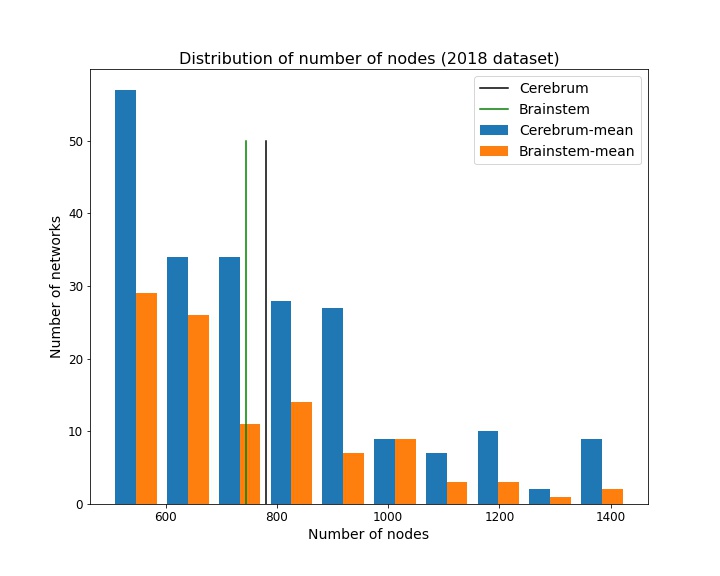 Distribution of number of nodes (2018 dataset)
Cerebrum
Brainstem
Cerebrum-mean
Brainstem-mean
Number of networks
50
40
30
20
10
0
600 800 1000 1200 1400
Number of nodes